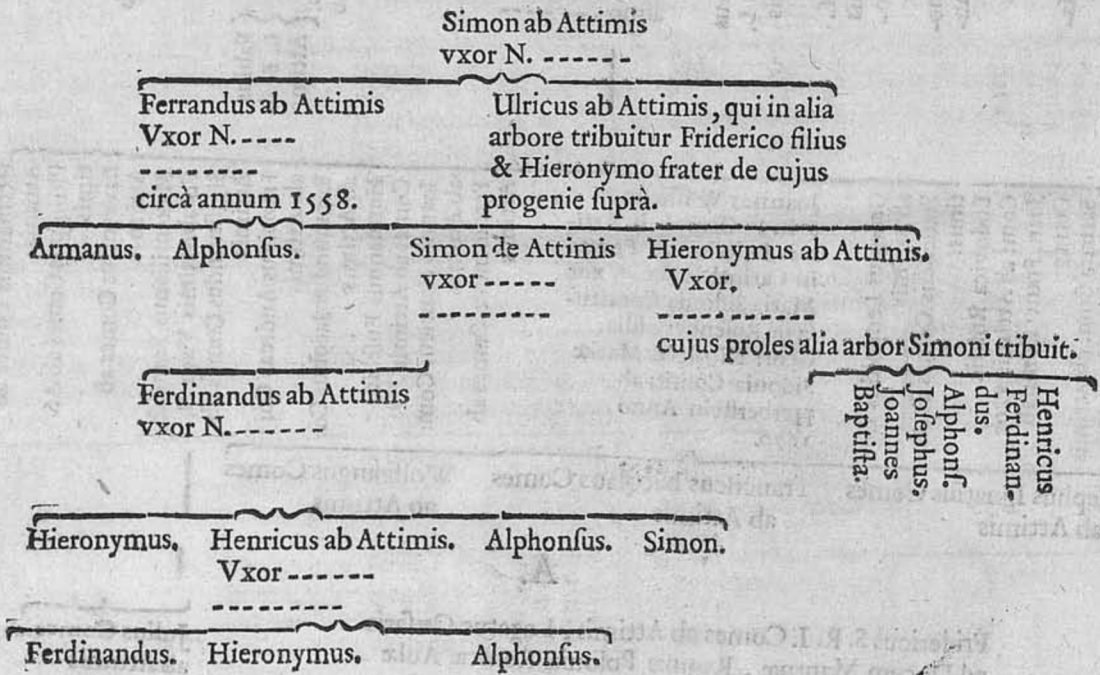 Simon ab Attimis
vxor N. ------
Ferrandus ab Attimis
Vxor N. ----
--------
circà annum 1558.
Ulricus ab Attimis, qui in alia
arbore tribuitur Friderico filius
& Hieronymo frater de cujus
progenie ſuprà.
Armanus. Alphonſus.
Simon de Attimis
vxor -----
---------
Hieronymus ab Attimis.
Vxor.
-----------
cujus proles alia arbor Simoni tribuit.
Henricus
Ferdinan-
dus.
Alphonſ.
Joſephus.
Joannes
Baptiſta.
Ferdinandus ab Attimis
vxor N. ------
Hieronymus.
Henricus ab Attimis.
Vxor ------
---------
Alphonſus. Simon.
Ferdinandus. Hieronymus. Alphonſus.